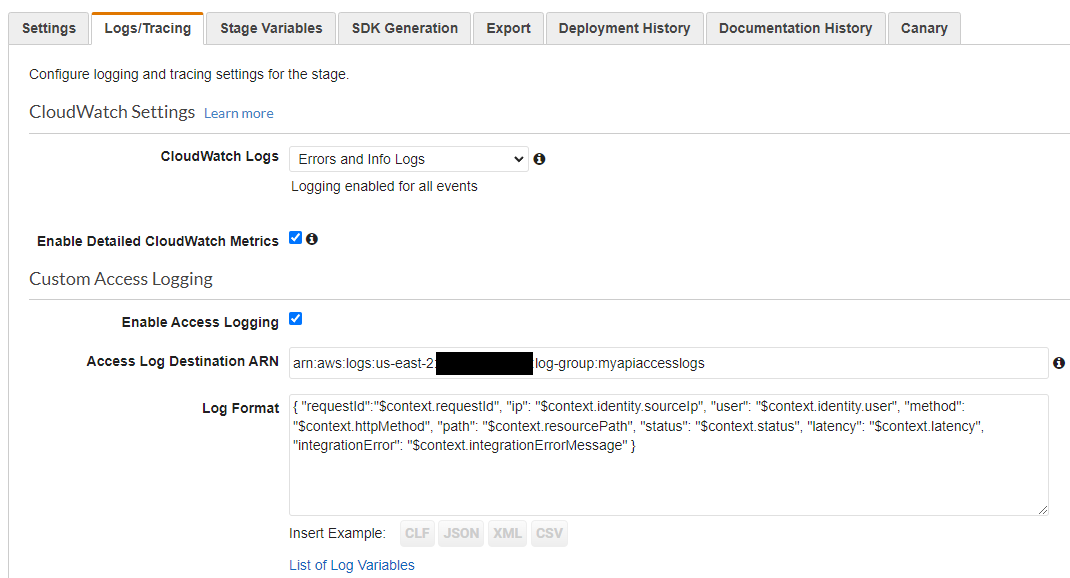 Settings Logs/Tracing Stage Variables SDK Generation Export Deployment History Documentation History Canary
Configure logging and tracing settings for the stage.
CloudWatch Settings Learn more
CloudWatch Logs Errors and Info Logs
Logging enabled for all events
Enable Detailed CloudWatch Metrics
Custom Access Logging
Enable Access Logging
Access Log Destination ARN arn:aws:logs:us-east-2: :log-group:myapiaccesslogs
Log Format { "requestId":"$context.requestId", "ip": "$context.identity.sourceIp", "user": "$context.identity.user", "method":
"$context.httpMethod", "path": "$context.resourcePath", "status": "$context.status", "latency": "$context.latency",
"integrationError": "$context.integrationErrorMessage" }
Insert Example: CLF JSON XML CSV
List of Log Variables